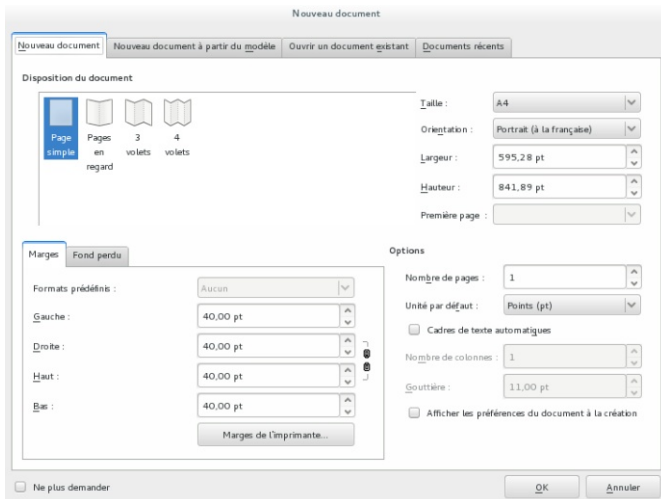 Nouveau document
Nouveau document
Nouveau document à partir du modèle
Ouvrir un document existant
Documents récents
Disposition du document
Page simple
Pages en regard
3 volets
4 volets
Taille :
A4
Orientation :
Portrait (à la française)
Largeur :
595,28 pt
Hauteur :
841,89 pt
Première page :
Marges
Fond perdu
Formats prédéfinis :
Aucun
Gauche :
40,00 pt
Droite :
40,00 pt
Haut :
40,00 pt
Bas :
40,00 pt
Marges de l'imprimante...
Options
Nombre de pages :
1
Unité par défaut :
Points (pt)
Cadres de texte automatiques
Nombre de colonnes :
1
Gouttière :
11,00 pt
Afficher les préférences du document à la création
Ne plus demander
OK
Annuler